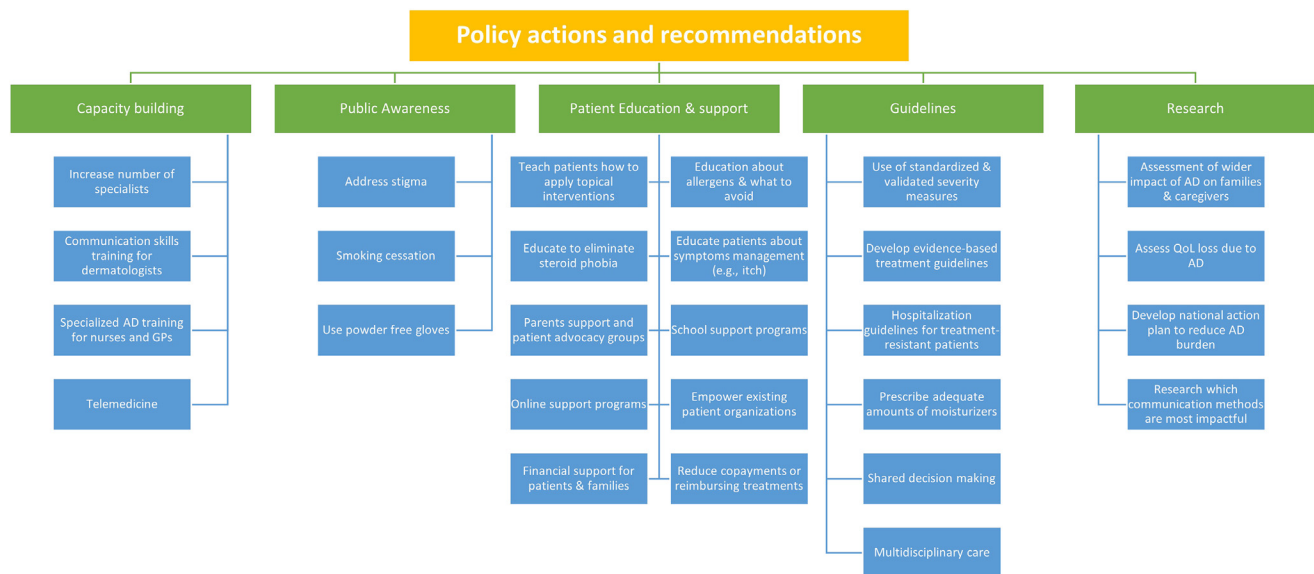 Policy actions and recommendations
Capacity building
Public Awareness
Patient Education & support
Guidelines
Research
Increase number of
specialists
Communication skills
training for
dermatologists
Specialized AD training
for nurses and GPs
Telemedicine
Address stigma
Smoking cessation
Use powder free gloves
Teach patients how to
apply topical
interventions
Education about
allergens & what to
avoid
Educate to eliminate
steroid phobia
Educate patients about
symptoms management
(e.g., itch)
Parents support and
patient advocacy groups
School support programs
Online support programs
Empower existing
patient organizations
Financial support for
patients & families
Reduce copayments or
reimbursing treatments
Use of standardized &
validated severity
measures
Develop evidence-based
treatment guidelines
Hospitalization
guidelines for treatment-
resistant patients
Prescribe adequate
amounts of moisturizers
Shared decision making
Multidisciplinary care
Assessment of wider
impact of AD on families
& caregivers
Assess QoL loss due to
AD
Develop national action
plan to reduce AD
burden
Research which
communication methods
are most impactful